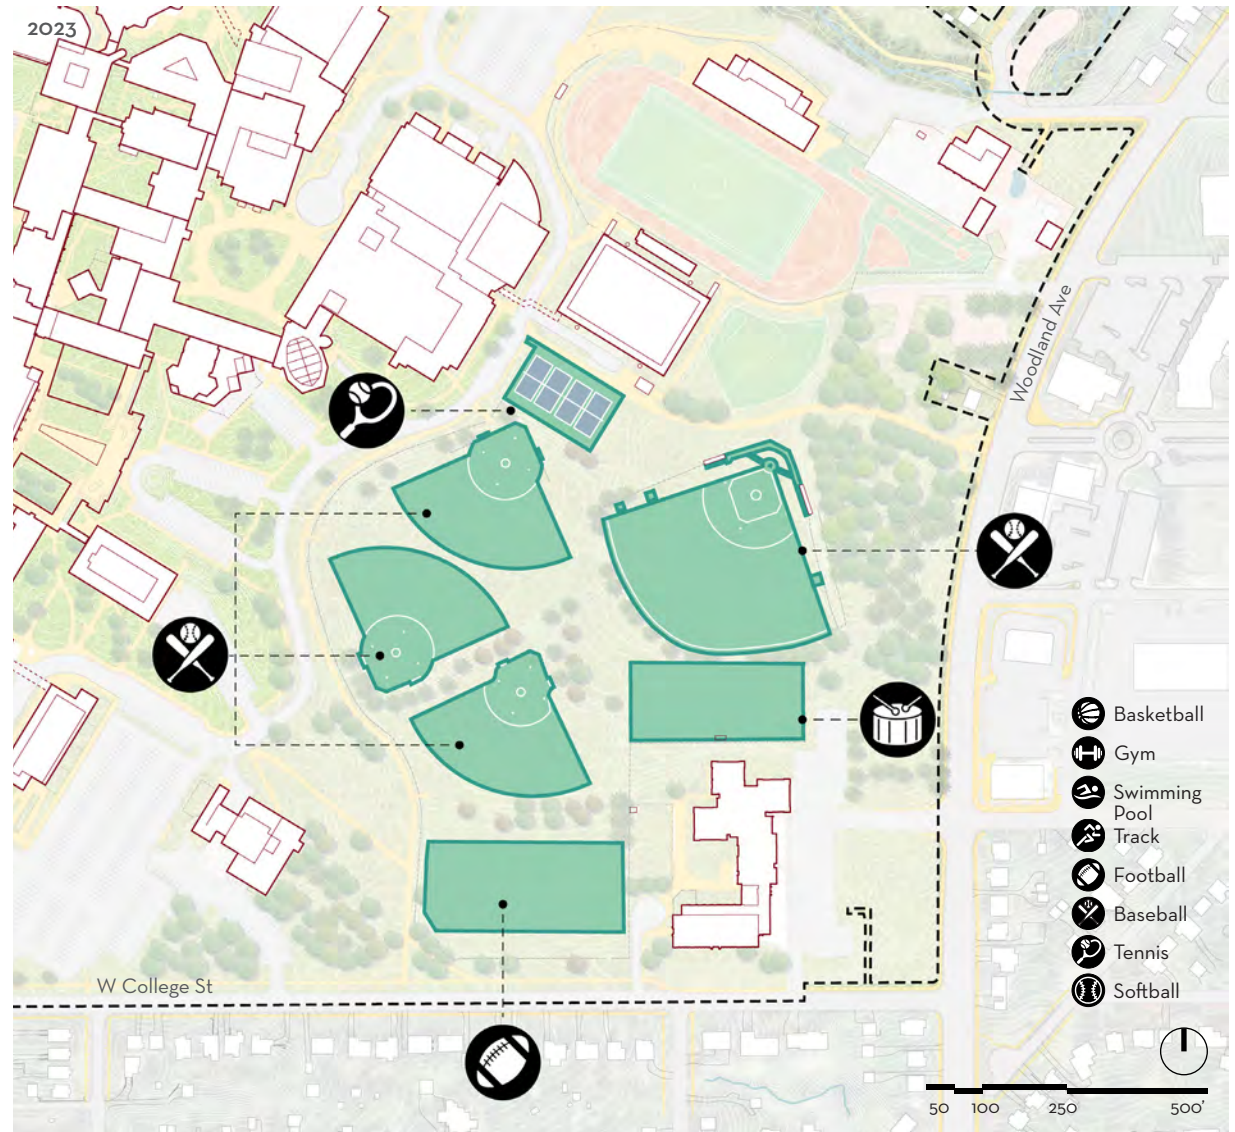 2023
Woodland Ave
Basketball
Gym
Swimming
Pool
Track
Football
Baseball
Tennis
Softball
W College St
50 100 250 500'